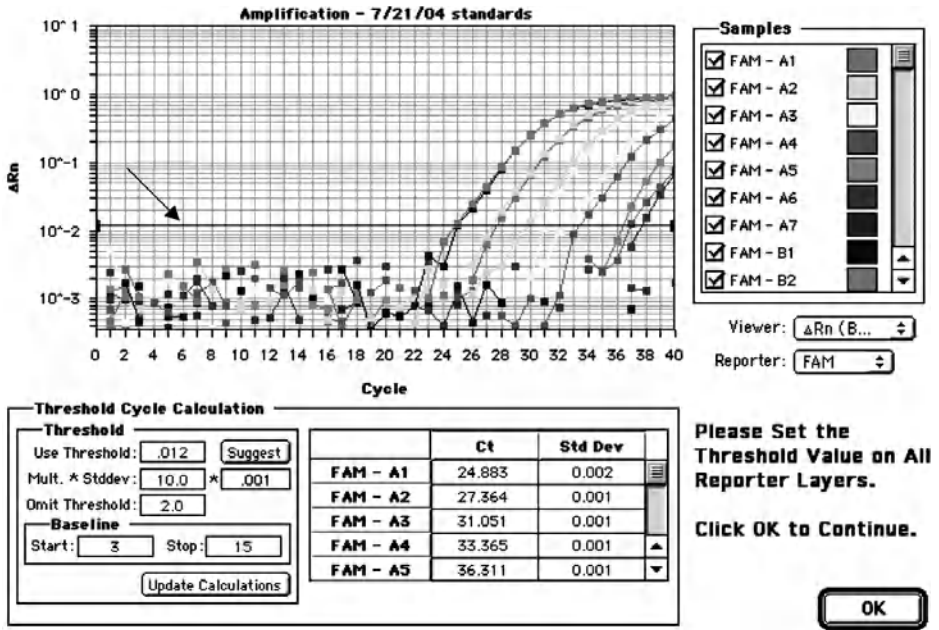 Amplification - 7/21/04 standards
10^1
10^0
10^-1
10^-2
10^-3
ΔRn
0 2 4 6 8 10 12 14 16 18 20 22 24 26 28 30 32 34 36 38 40
Cycle
Samples
FAM - A1
FAM - A2
FAM - A3
FAM - A4
FAM - A5
FAM - A6
FAM - A7
FAM - B1
FAM - B2
Viewer: ΔRn (B...
Reporter: FAM
Threshold Cycle Calculation
Threshold
Use Threshold: .012 Suggest
Mult. * Stddev: 10.0 * .001
Omit Threshold: 2.0
Baseline
Start: 3 Stop: 15
Update Calculations
Ct Std Dev
FAM - A1 24.883 0.002
FAM - A2 27.364 0.001
FAM - A3 31.051 0.001
FAM - A4 33.365 0.001
FAM - A5 36.311 0.001
Please Set the
Threshold Value on All
Reporter Layers.
Click OK to Continue.
OK